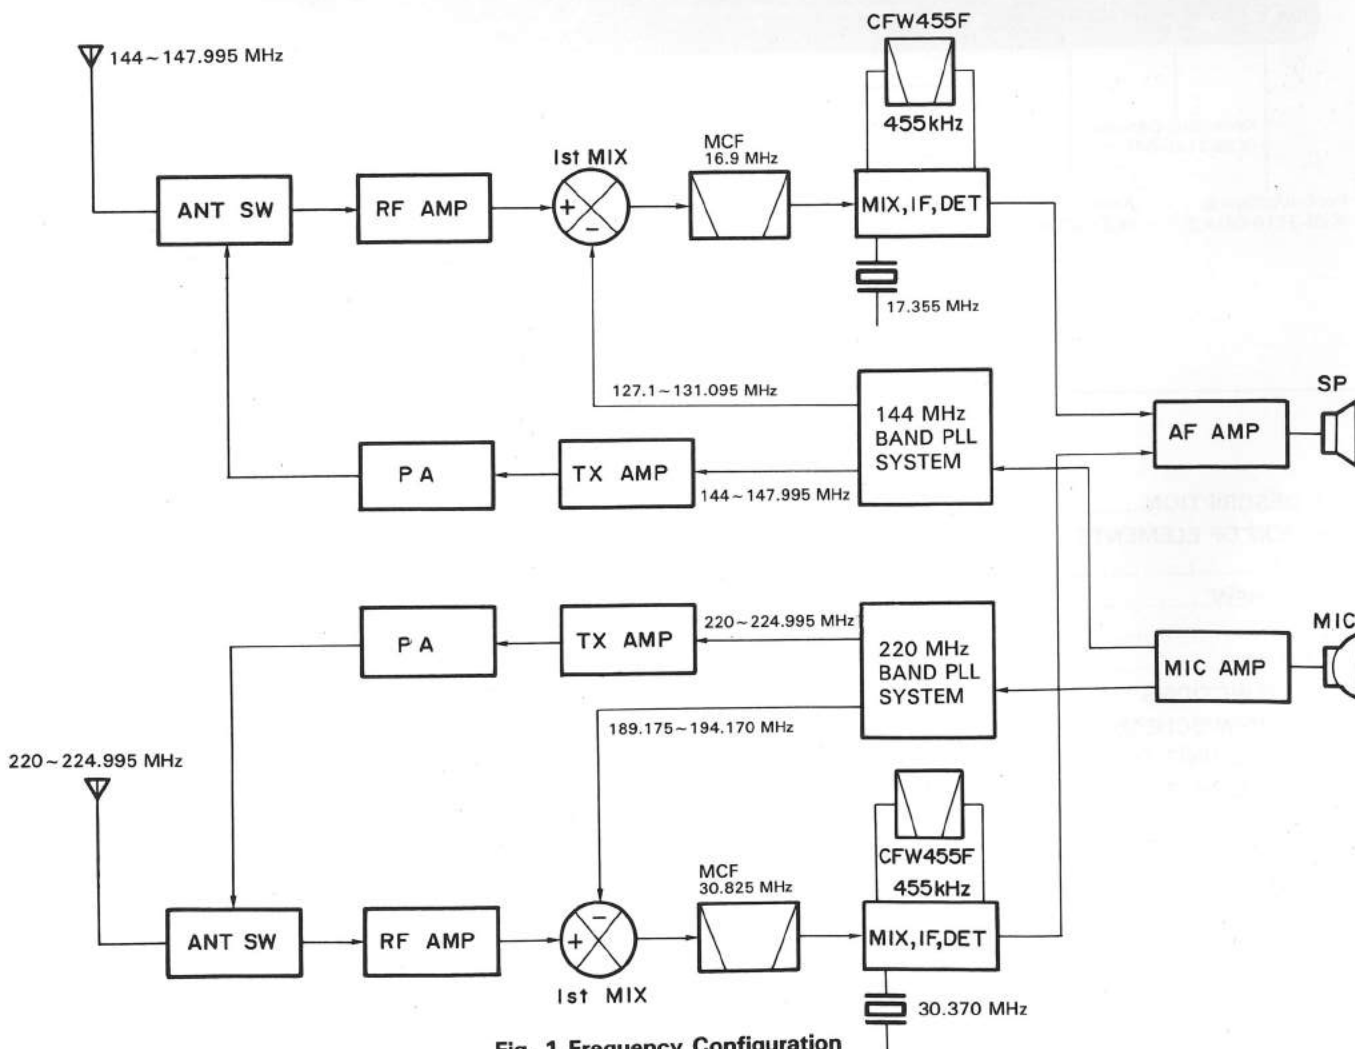 CFW455F
144~147.995 MHz
455kHz
1st MIX
MCF
16.9 MHz
ANT SW
RF AMP
+
−
MIX,IF,DET
17.355 MHz
127.1~131.095 MHz
144 MHz
BAND PLL
SYSTEM
SP
AF AMP
PA
TX AMP
144~147.995 MHz
220~224.995 MHz
PA
TX AMP
220 MHz
BAND PLL
SYSTEM
MIC
MIC AMP
189.175~194.170 MHz
220~224.995 MHz
CFW455F
455kHz
MCF
30.825 MHz
ANT SW
RF AMP
−
+
MIX,IF,DET
1st MIX
30.370 MHz
Fig. 1 Frequency Configuration